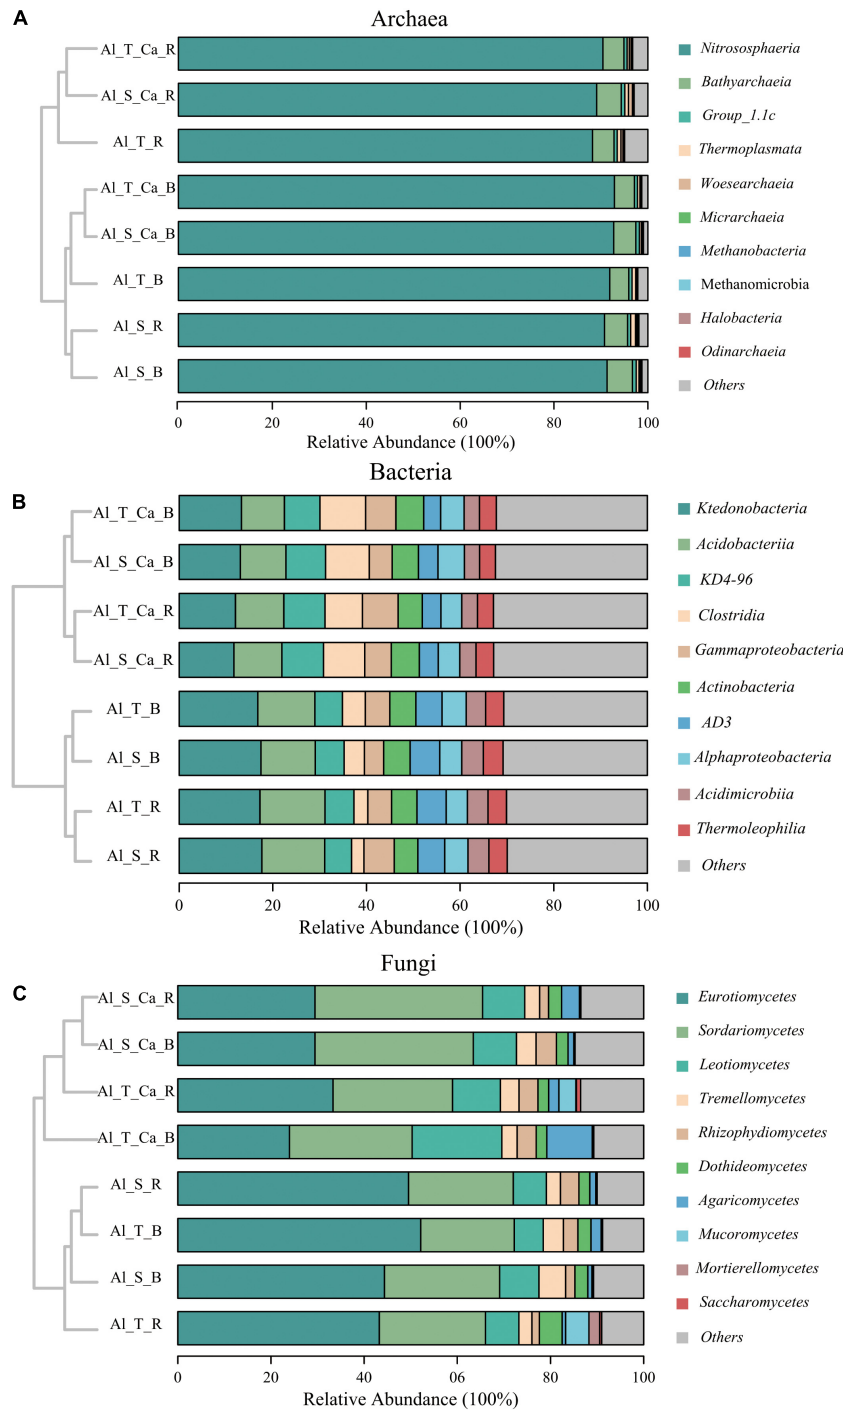 A
Archaea
Al_T_Ca_R
Al_S_Ca_R
Al_T_R
Al_T_Ca_B
Al_S_Ca_B
Al_T_B
Al_S_R
Al_S_B
Nitrososphaeria
Bathyarchaeia
Group_1.1c
Thermoplasmata
Woesearchaeia
Micrarchaeia
Methanobacteria
Methanomicrobia
Halobacteria
Odinarchaeia
Others
0 20 40 60 80 100
Relative Abundance (100%)
B
Bacteria
Al_T_Ca_B
Al_S_Ca_B
Al_T_Ca_R
Al_S_Ca_R
Al_T_B
Al_S_B
Al_T_R
Al_S_R
Ktedonobacteria
Acidobacteriia
KD4-96
Clostridia
Gammaproteobacteria
Actinobacteria
AD3
Alphaproteobacteria
Acidimicrobiia
Thermoleophilia
Others
0 20 40 60 80 100
Relative Abundance (100%)
C
Fungi
Al_S_Ca_R
Al_S_Ca_B
Al_T_Ca_R
Al_T_Ca_B
Al_S_R
Al_T_B
Al_S_B
Al_T_R
Eurotiomycetes
Sordariomycetes
Leotiomycetes
Tremellomycetes
Rhizophydiomycetes
Dothideomycetes
Agaricomycetes
Mucoromycetes
Mortierellomycetes
Saccharomycetes
Others
0 20 40 06 80 100
Relative Abundance (100%)